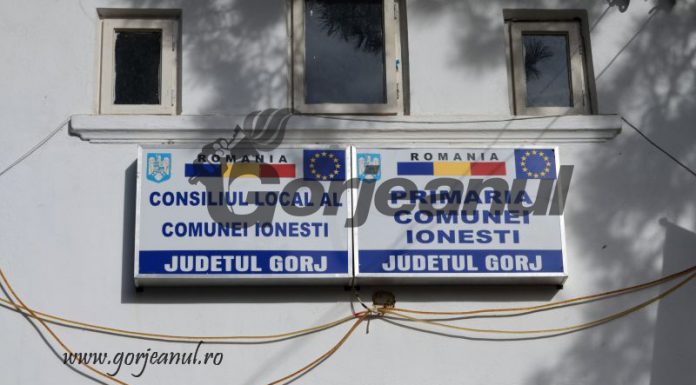 ROMANIA
CONSILIUL LOCAL AL
COMUNEI IONESTI
JUDETUL GORJ
ROMANIA
PRIMARIA
COMUNEI
IONESTI
JUDETUL GORJ
Gorjeanul
www.gorjeanul.ro